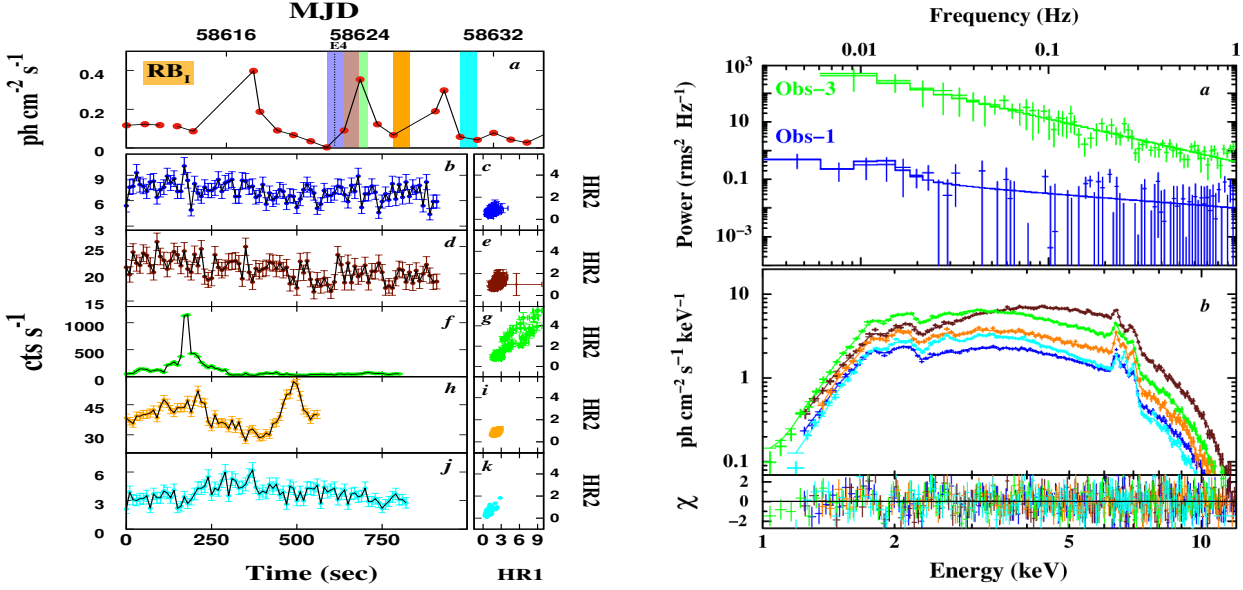 MJD
58616 58624 58632
E4
RB_I
a
ph cm⁻² s⁻¹
0.4
0.2
0
b
9
6
3
c
4
2
0
HR2
d
25
20
15
e
4
2
0
HR2
cts s⁻¹
f
1000
500
0
g
4
2
0
HR2
h
45
30
i
4
2
0
HR2
j
6
3
0
k
4
2
0
HR2
0 250 500 750
0 3 6 9
Time (sec)
HR1
Frequency (Hz)
0.01 0.1 1
a
Obs−3
Obs−1
Power (rms² Hz⁻¹)
10³
10
0.1
10⁻³
b
ph cm⁻² s⁻¹ keV⁻¹
10
1
0.1
χ
2
0
−2
1 2 5 10
Energy (keV)